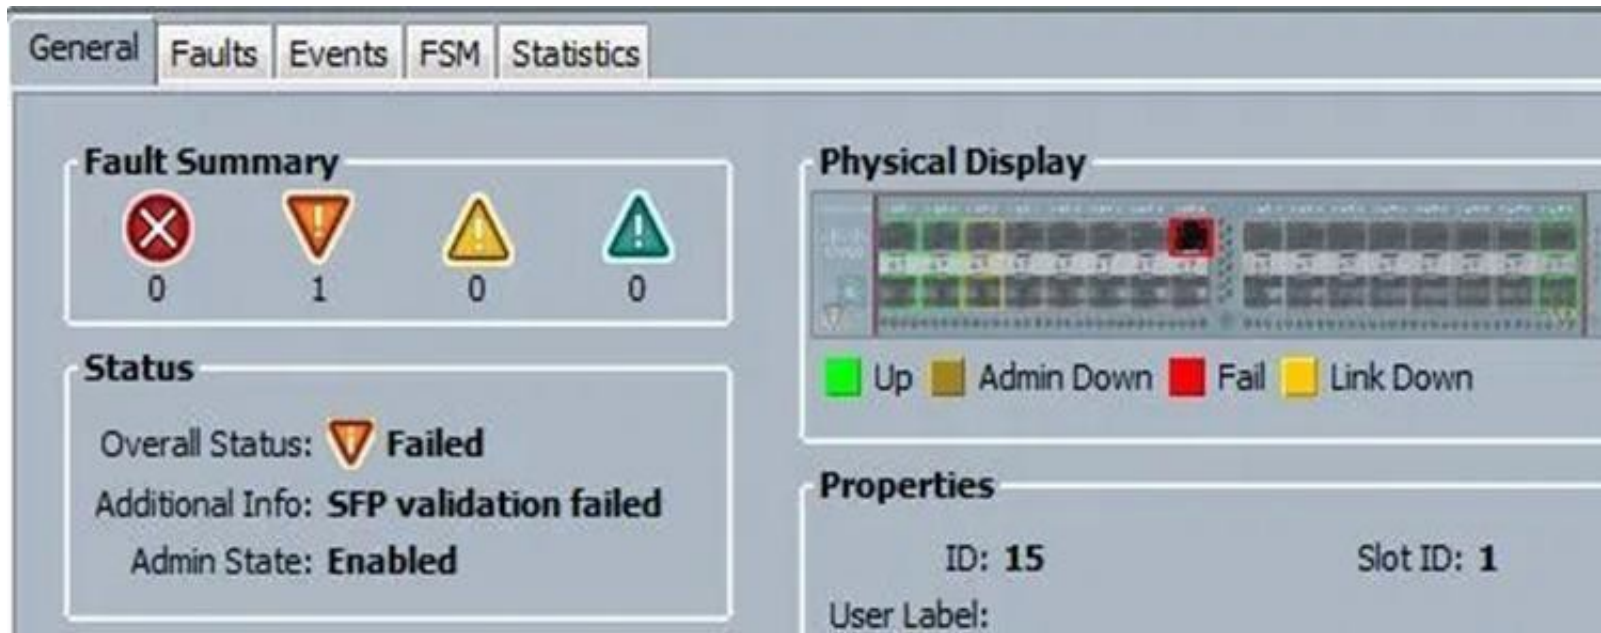 General Faults Events FSM Statistics
Fault Summary
0 1 0 0
Status
Overall Status: Failed
Additional Info: SFP validation failed
Admin State: Enabled
Physical Display
Up Admin Down Fail Link Down
Properties
ID: 15 Slot ID: 1
User Label: